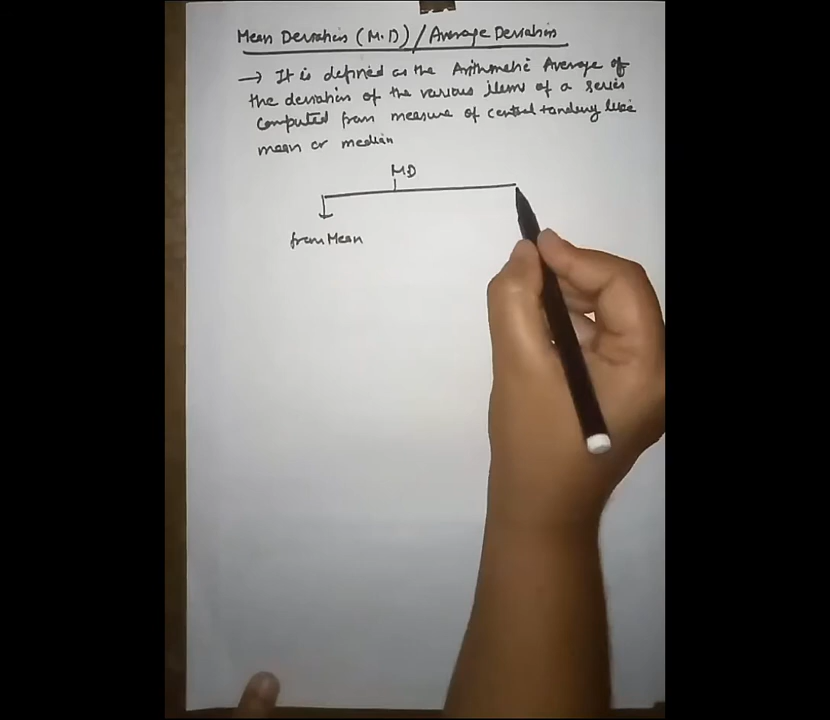 Mean Deviation (M.D) / Average Deviation
→ It is defined as the Arithmetic Average of
the deviation of the various items of a series
computed from measure of central tendency like
mean or median
MD
from Mean